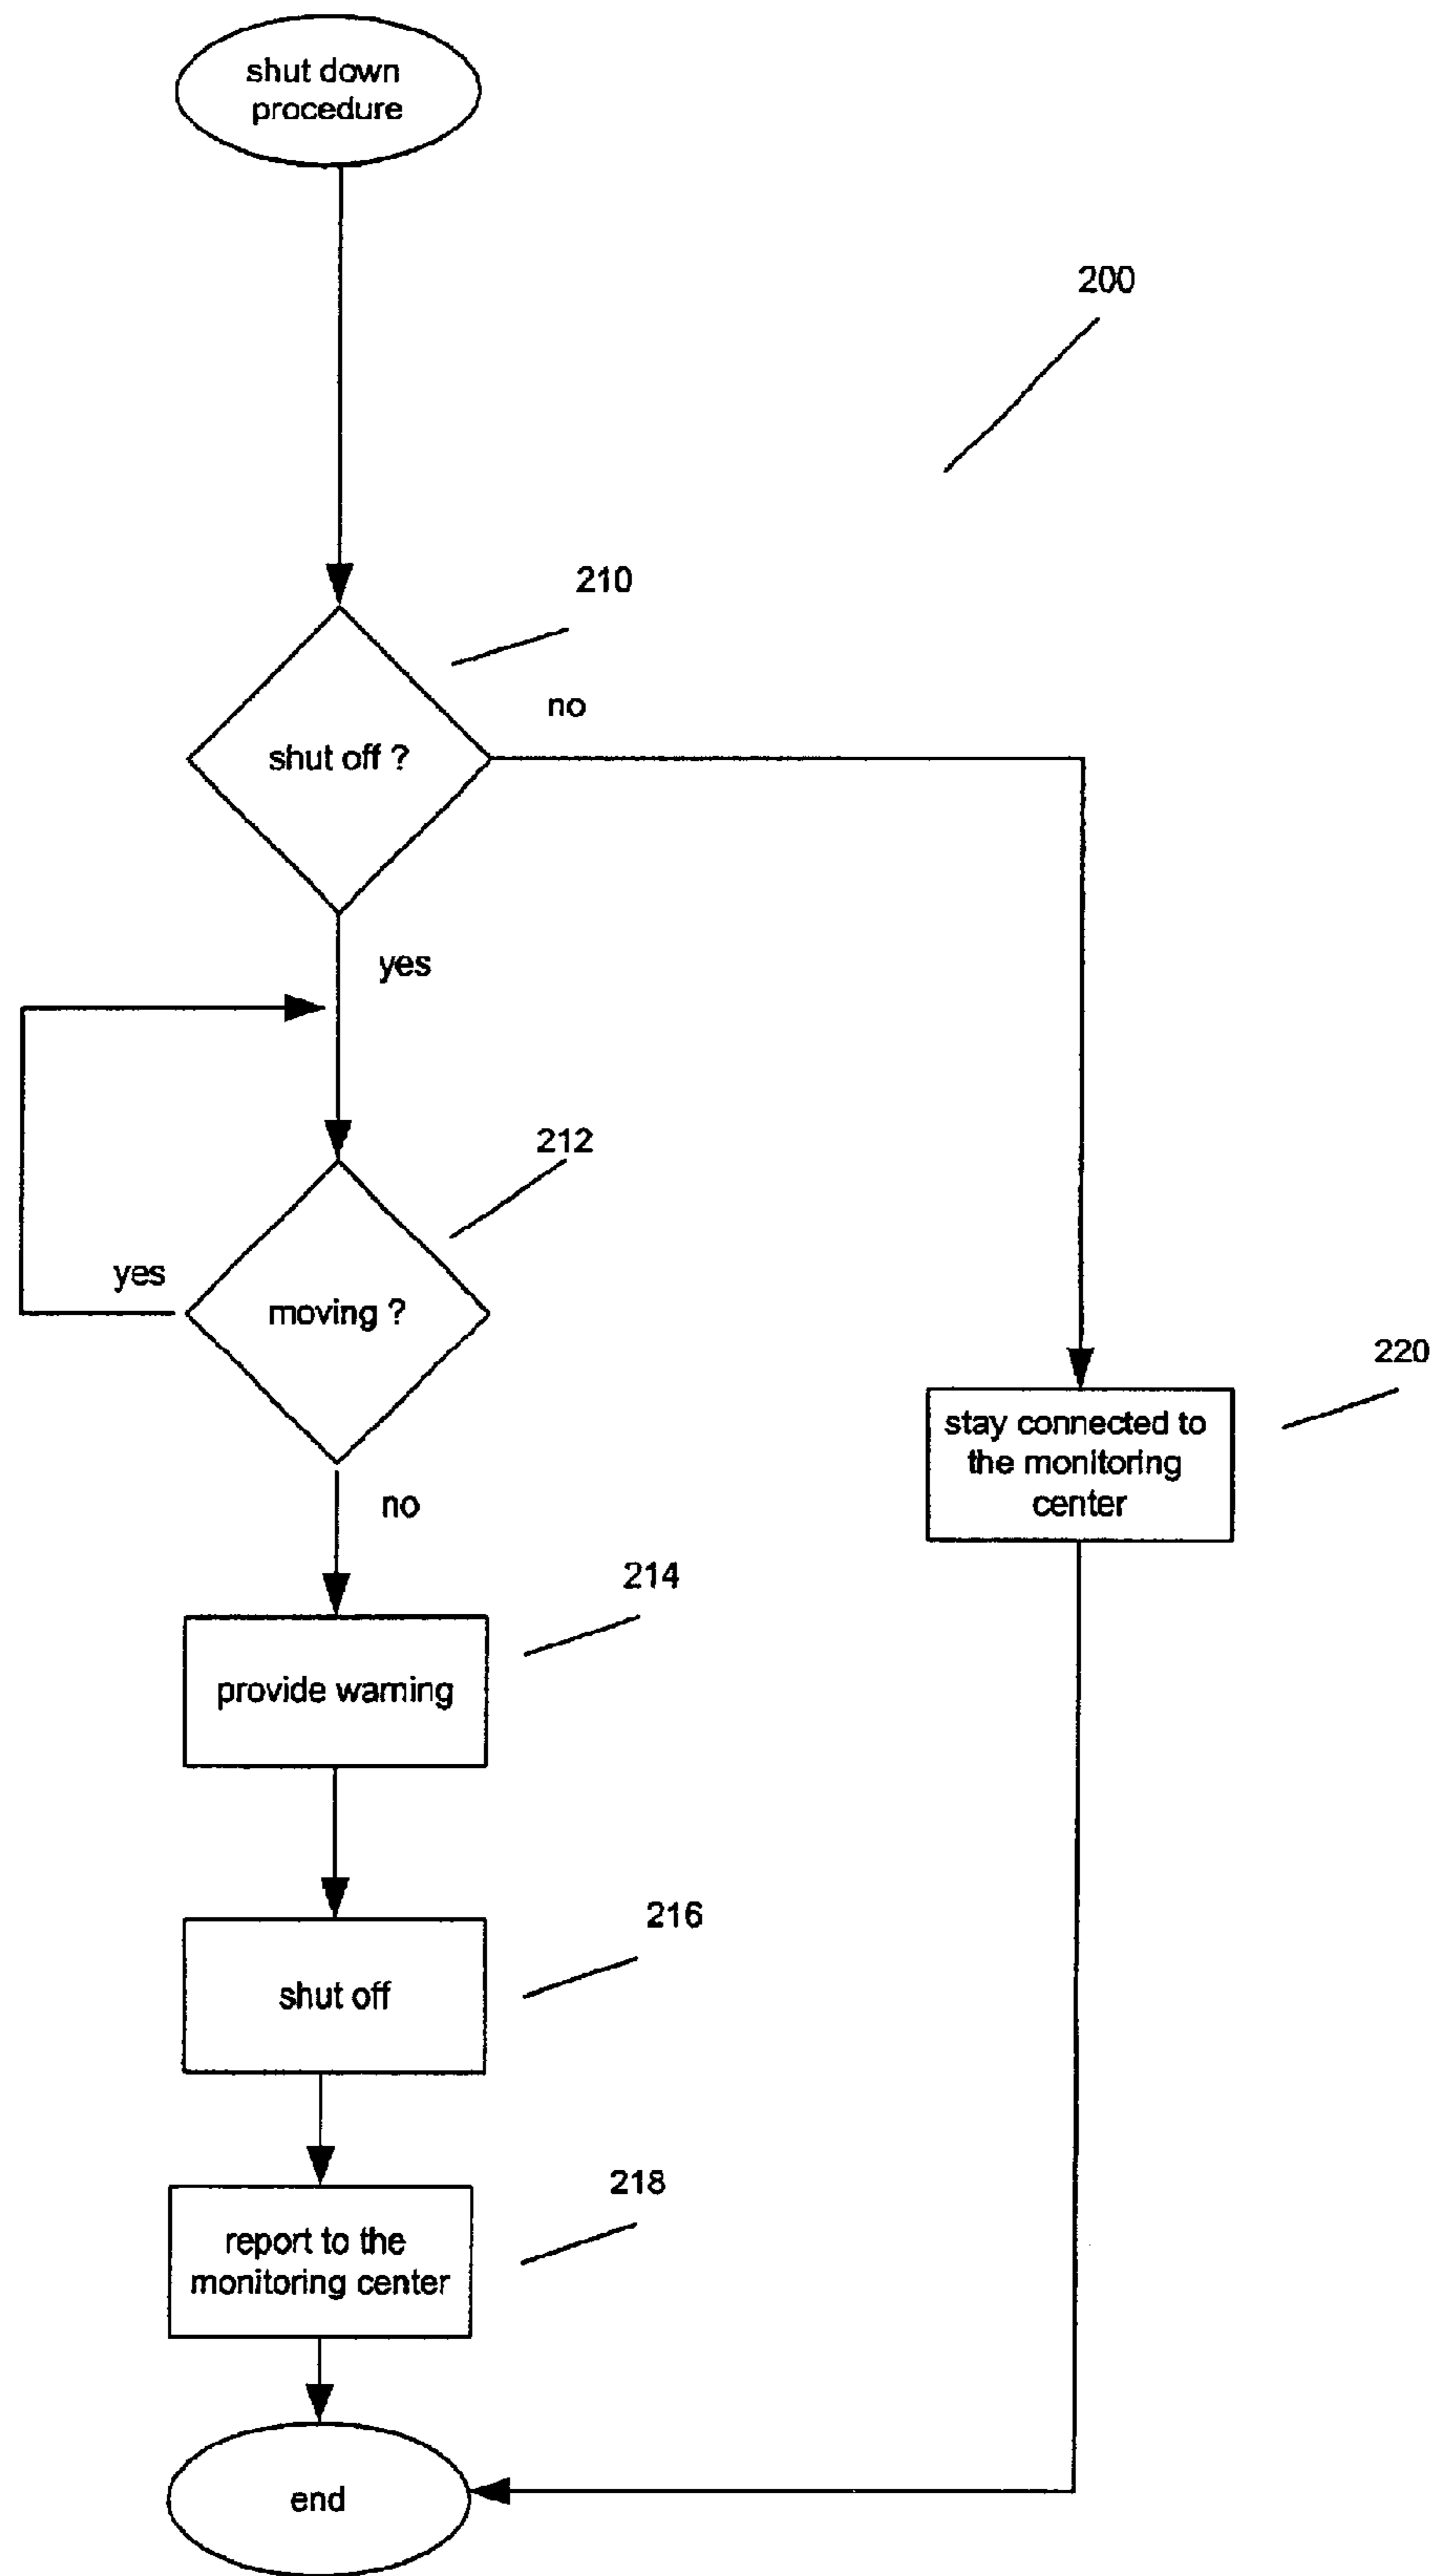 shut down
procedure
200
210
no
shut off ?
yes
212
yes
moving ?
220
stay connected to
the monitoring
center
no
214
provide warning
216
shut off
218
report to the
monitoring center
end